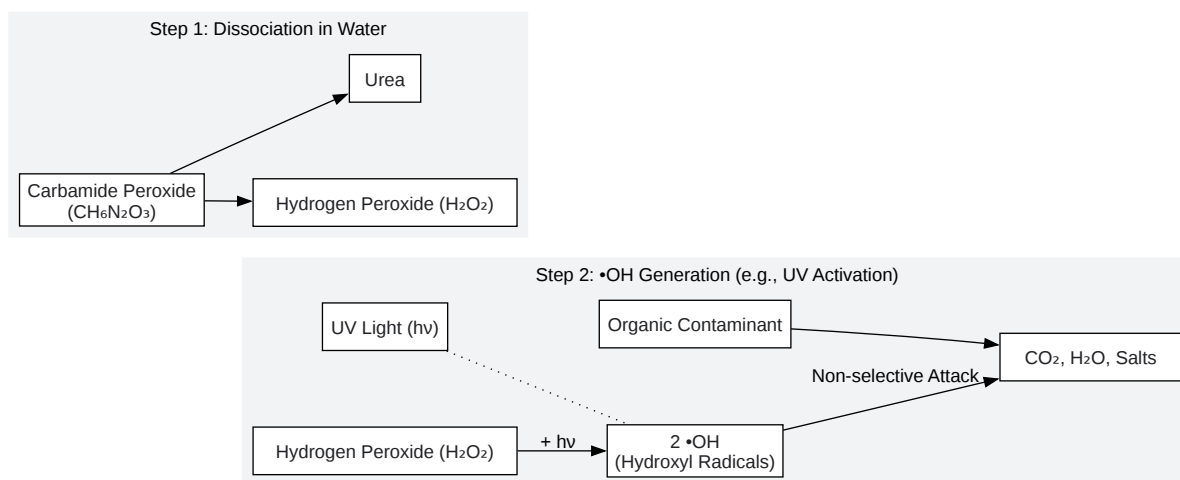 Step 1: Dissociation in Water
Urea
Carbamide Peroxide
(CH₆N₂O₃)
Hydrogen Peroxide (H₂O₂)
Step 2: •OH Generation (e.g., UV Activation)
UV Light (hν)
Organic Contaminant
CO₂, H₂O, Salts
Non-selective Attack
Hydrogen Peroxide (H₂O₂)
+ hν
2 •OH
(Hydroxyl Radicals)